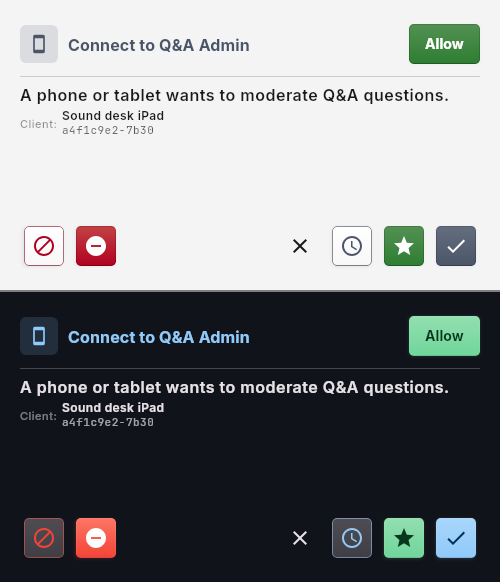 Connect to Q&A Admin
Allow
A phone or tablet wants to moderate Q&A questions.
Client: Sound desk iPad
a4f1c9e2-7b30
Connect to Q&A Admin
Allow
A phone or tablet wants to moderate Q&A questions.
Client: Sound desk iPad
a4f1c9e2-7b30